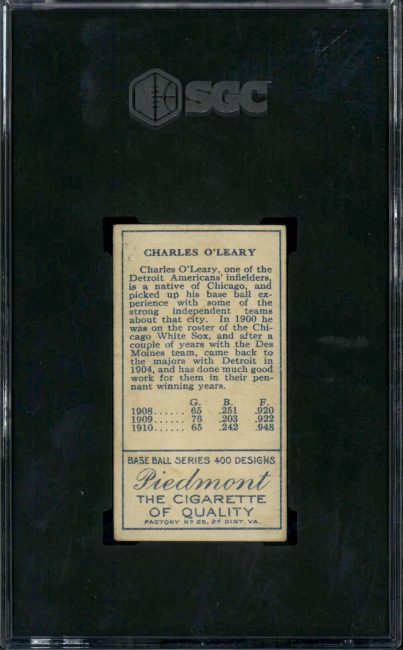 SGC
CHARLES O'LEARY
Charles O'Leary, one of the
Detroit Americans' infielders,
is a native of Chicago, and
picked up his base ball ex-
perience with some of the
strong independent teams
about that city. In 1900 he
was on the roster of the Chi-
cago White Sox, and after a
couple of years with the Des
Moines team, came back to
the majors with Detroit in
1904, and has done much good
work for them in their pen-
nant winning years.
G. B. F.
1908...... 65 .251 .920
1909...... 76 .203 .922
1910...... 65 .242 .948
BASE BALL SERIES 400 DESIGNS
Piedmont
THE CIGARETTE
OF QUALITY
FACTORY No 25, 2d DIST. VA.